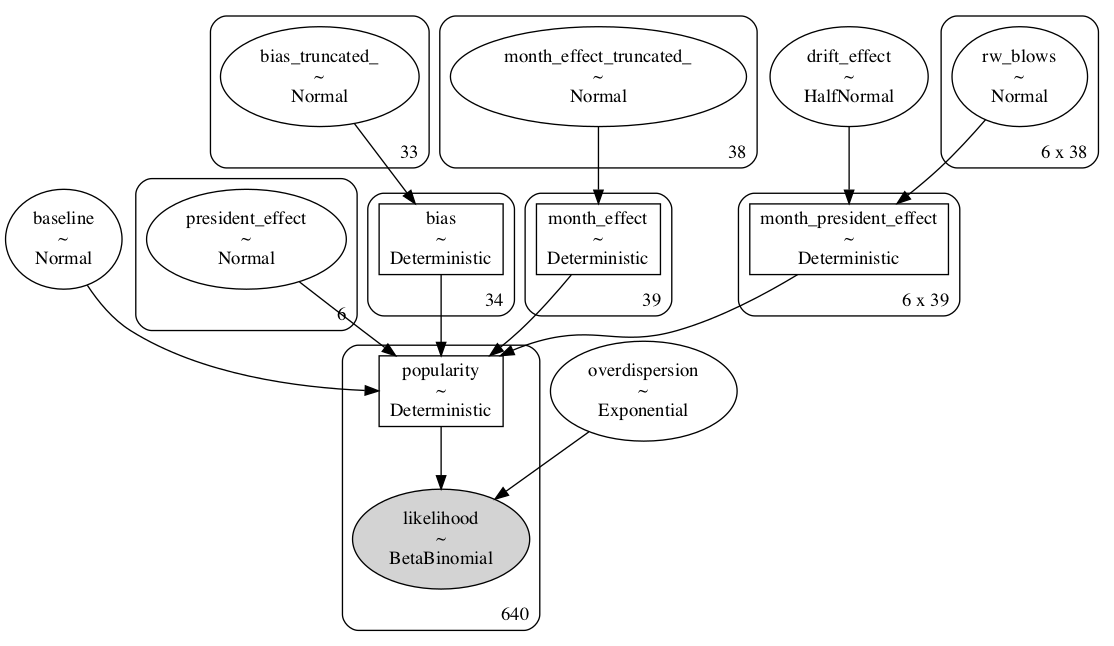 bias_truncated_
~
Normal
33
month_effect_truncated_
~
Normal
38
drift_effect
~
HalfNormal
rw_blows
~
Normal
6 x 38
baseline
~
Normal
president_effect
~
Normal
6
bias
~
Deterministic
34
month_effect
~
Deterministic
39
month_president_effect
~
Deterministic
6 x 39
popularity
~
Deterministic
overdispersion
~
Exponential
likelihood
~
BetaBinomial
640